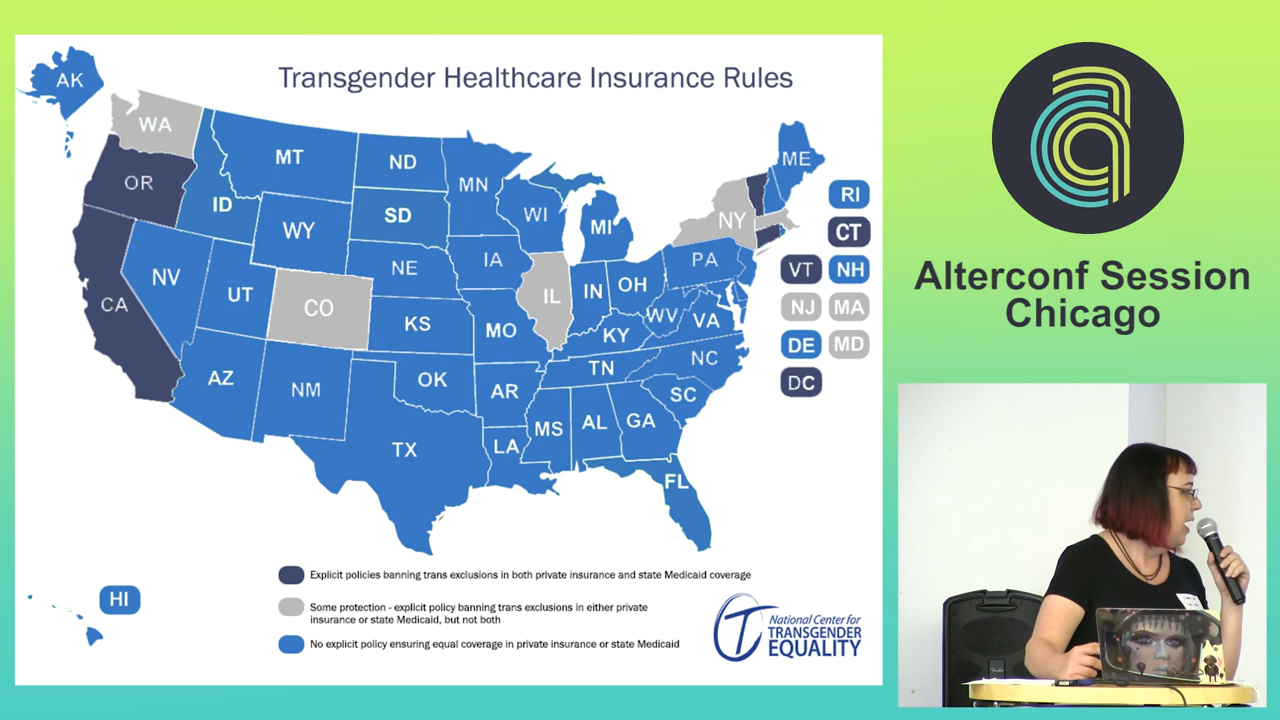 Transgender Healthcare Insurance Rules
AK
WA
OR
CA
MT
ID
WY
NV
UT
CO
AZ
NM
ND
SD
NE
KS
OK
TX
MN
IA
MO
AR
LA
WI
IL
MI
IN
OH
KY
TN
MS
AL
GA
FL
SC
NC
VA
WV
PA
NY
ME
RI
CT
VT
NH
NJ
MA
DE
MD
DC
HI
Explicit policies banning trans exclusions in both private insurance and state Medicaid coverage
Some protection - explicit policy banning trans exclusions in either private
insurance or state Medicaid, but not both
No explicit policy ensuring equal coverage in private insurance or state Medicaid
National Center for
TRANSGENDER
EQUALITY
Alterconf Session
Chicago